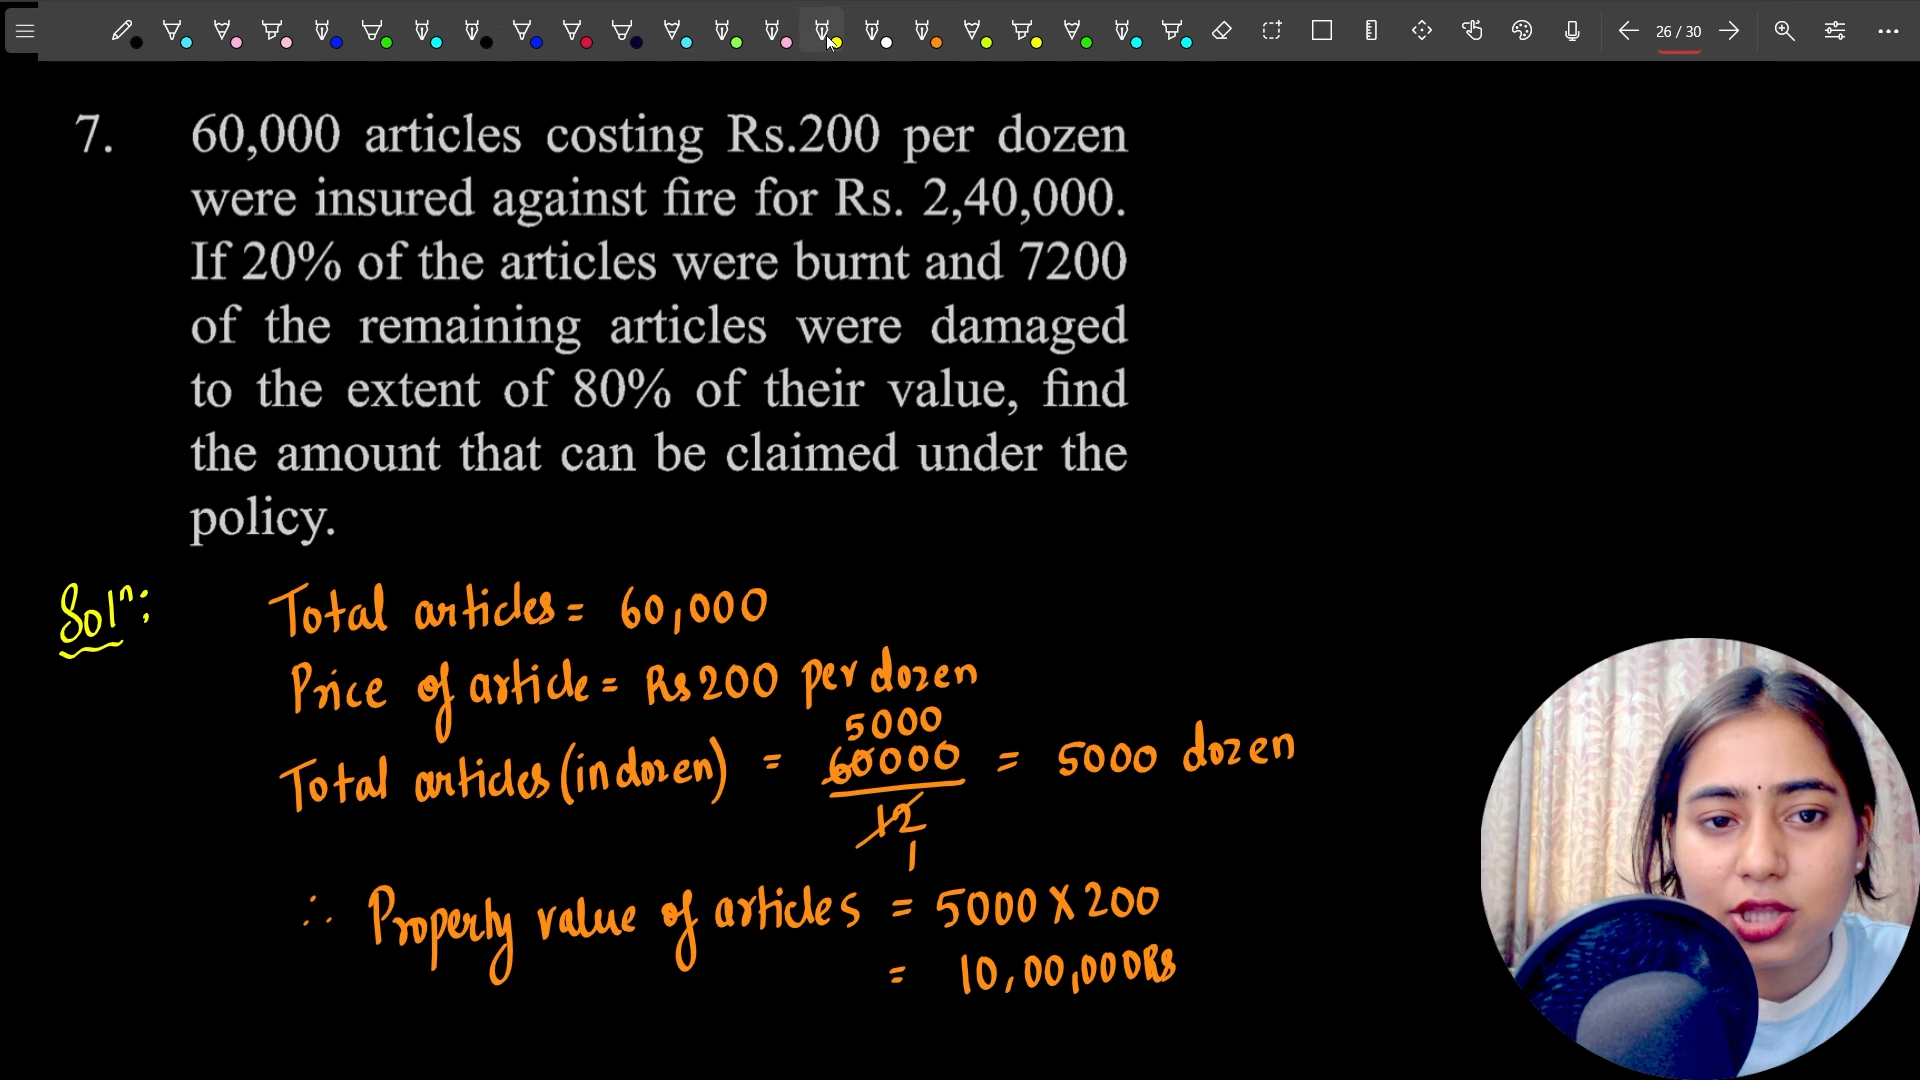 26 / 30
7. 60,000 articles costing Rs.200 per dozen
were insured against fire for Rs. 2,40,000.
If 20% of the articles were burnt and 7200
of the remaining articles were damaged
to the extent of 80% of their value, find
the amount that can be claimed under the
policy.
Solⁿ: Total articles = 60,000
Price of article = Rs 200 per dozen
5000
Total articles (in dozen) = 60000 = 5000 dozen
12
1
∴ Property value of articles = 5000 X 200
= 10,00,000 Rs